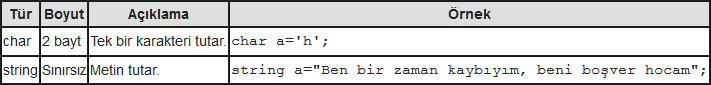 Tür Boyut Açıklama Örnek
char 2 bayt Tek bir karakteri tutar. char a='h';
string Sınırsız Metin tutar. string a="Ben bir zaman kaybıyım, beni boşver hocam";